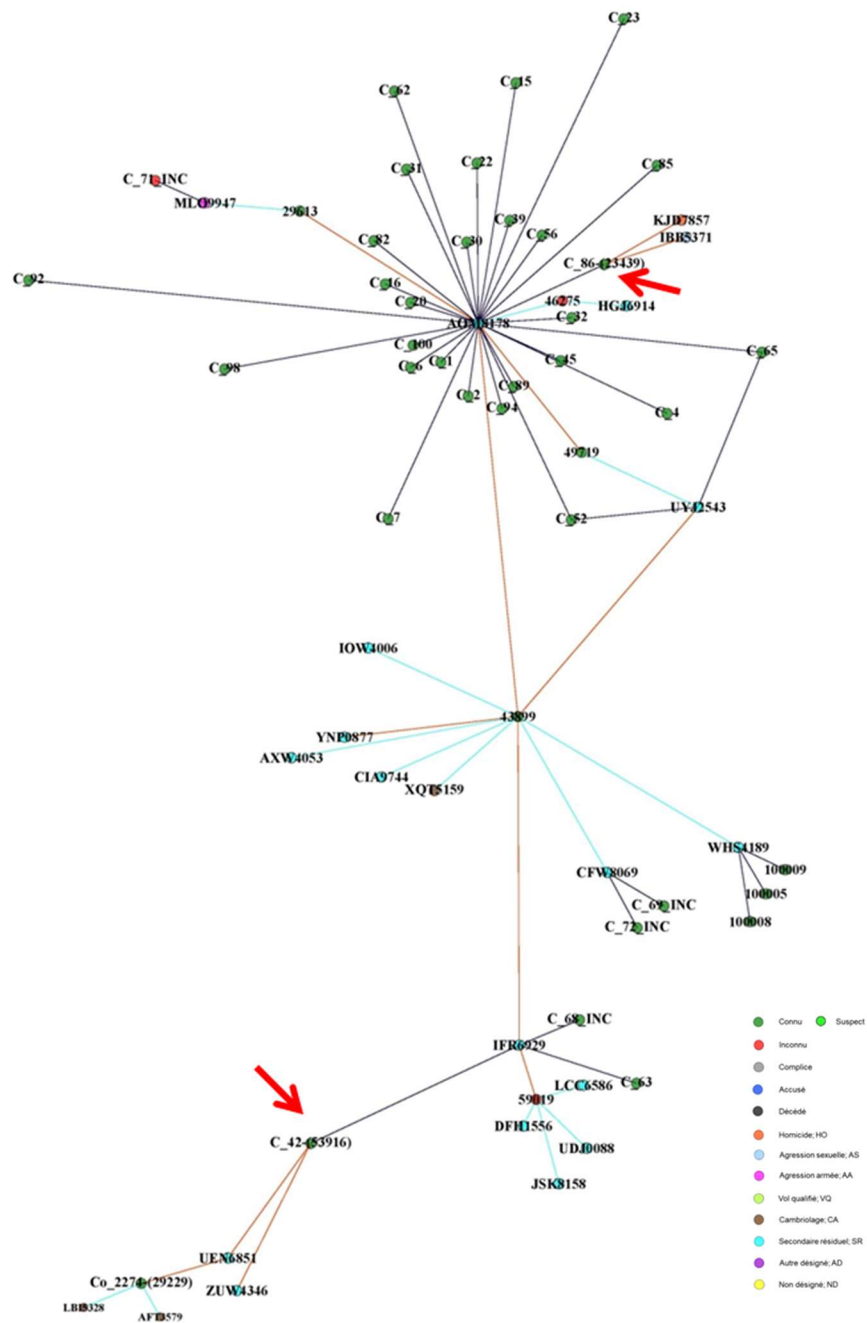 C_23
C_62
C_15
C_22
C_31
C_85
C_71_INC
MLO9947
29613
C_39
KJD7857
C_56
IBB5371
C_82
C_30
C_86-(23439)
C_92
C_16
C_20
46275
HGJ6914
C_32
AOM8178
C_100
C_65
C_98
C_6
C_1
C_45
C_2
C_89
C_94
C_4
49719
C_7
C_52
UYJ2543
IOW4006
43899
YNP0877
AXW4053
CIA9744
XQT5159
WHS4189
CFW8069
100009
100005
C_69_INC
100008
C_72_INC
C_68_INC
IFR6929
LCC6586
C_63
59019
DFH1556
C_42-(53916)
UDJ0088
JSK8158
UEN6851
Co_2274-(29229)
ZUW4346
AFT3579
Connu Suspect
Inconnu
Complice
Accusé
Décédé
Homicide; HO
Agression sexuelle; AS
Agression armée; AA
Vol qualifié; VQ
Cambriolage; CA
Secondaire résiduel; SR
Autre désigné; AD
Non désigné; ND